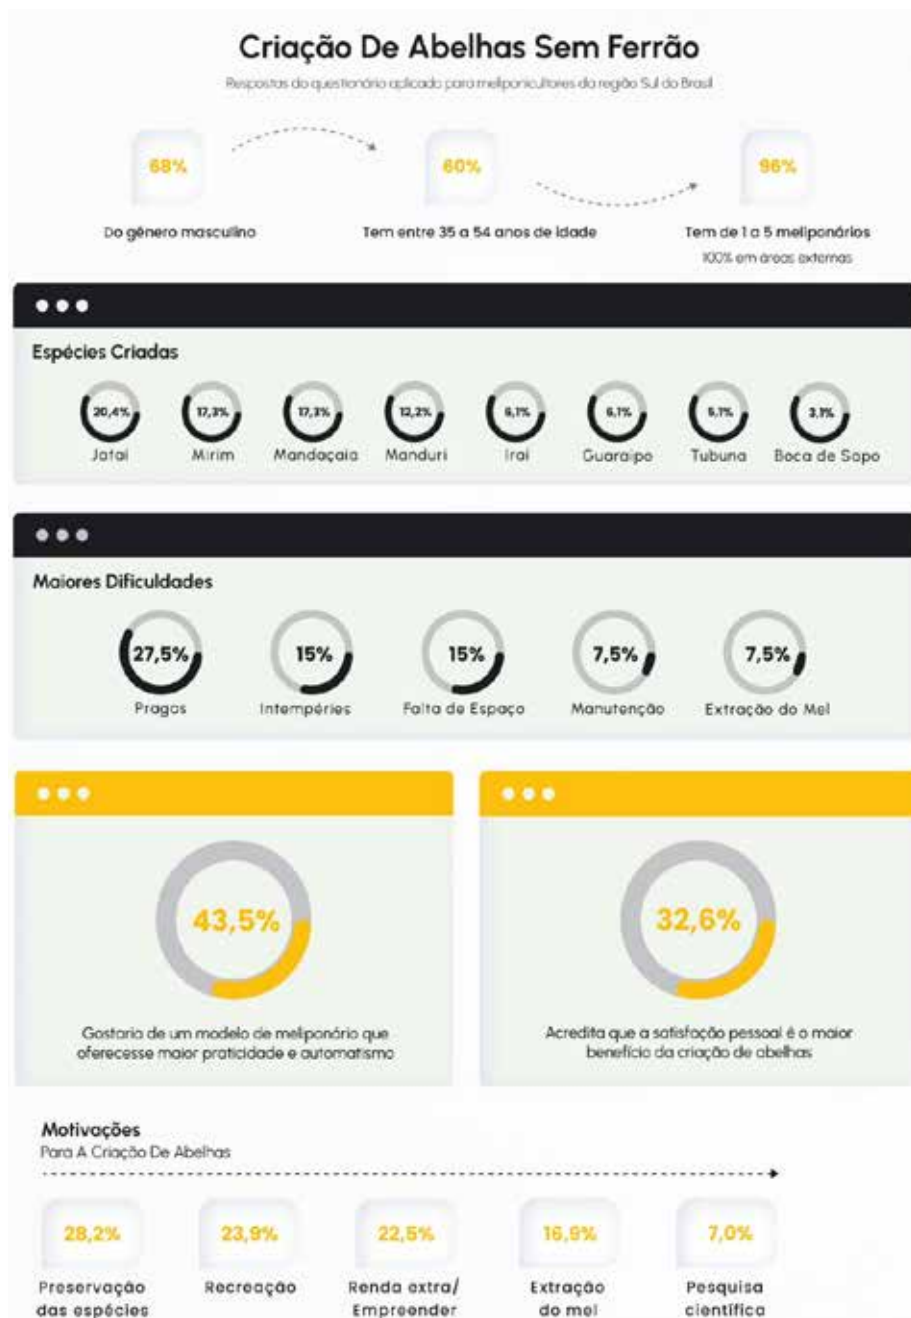 Criação De Abelhas Sem Ferrão
Respostas do questionário aplicado para meliponicultores da região Sul do Brasil
68%
60%
96%
Do gênero masculino
Tem entre 35 a 54 anos de idade
Tem de 1 a 5 meliponários
100% em áreas externas
Espécies Criadas
20,4%
17,3%
17,3%
12,2%
6,1%
6,1%
5,1%
3,1%
Jataí
Mirim
Mandaçaia
Manduri
Iraí
Guaraipo
Tubuna
Boca de Sapo
Maiores Dificuldades
27,5%
15%
15%
7,5%
7,5%
Pragas
Intempéries
Falta de Espaço
Manutenção
Extração do Mel
43,5%
Gostaria de um modelo de meliponário que
oferecesse maior praticidade e automatismo
32,6%
Acredita que a satisfação pessoal é o maior
benefício da criação de abelhas
Motivações
Para A Criação De Abelhas
28,2%
23,9%
22,5%
16,9%
7,0%
Preservação
das espécies
Recreação
Renda extra/
Empreender
Extração
do mel
Pesquisa
científica